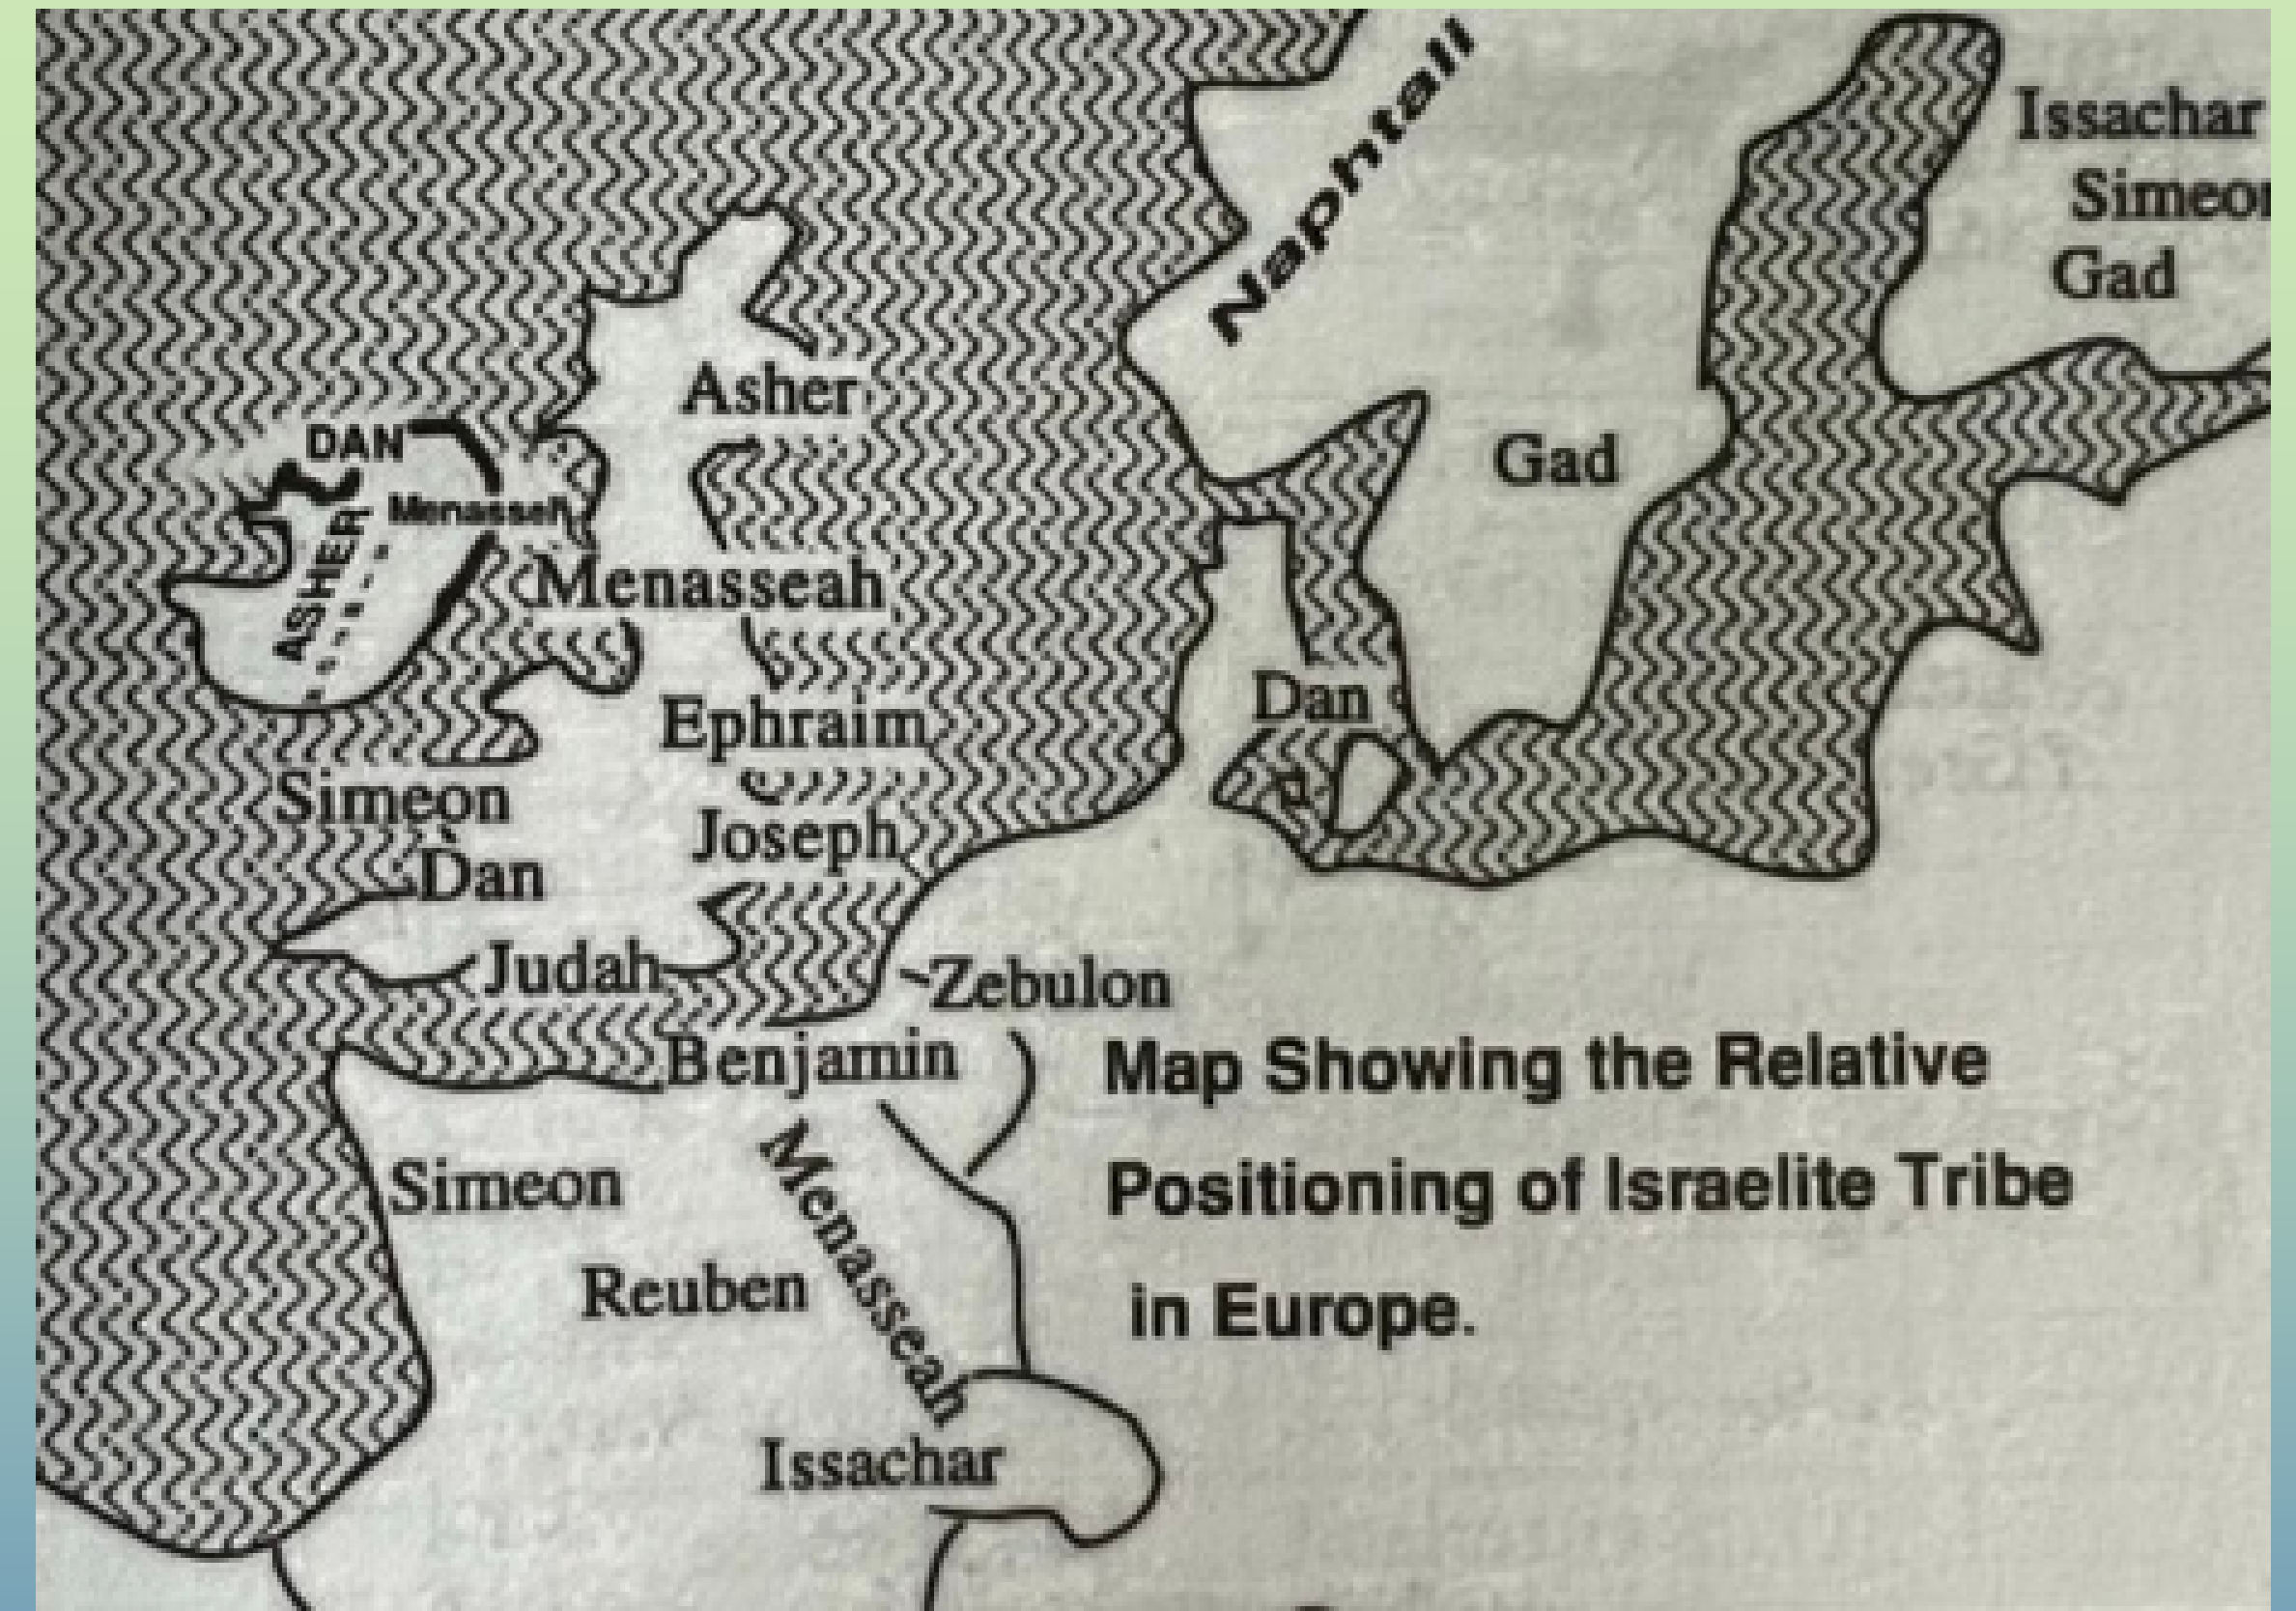 Naphtali
Issachar
Simeon
Gad
Asher
DAN
Gad
Menasseh
ASHER
Menasseah
Dan
Ephraim
Simeon
Joseph
Dan
Judah
Zebulon
Benjamin
Map Showing the Relative
Positioning of Israelite Tribe
in Europe.
Menasseah
Simeon
Reuben
Issachar